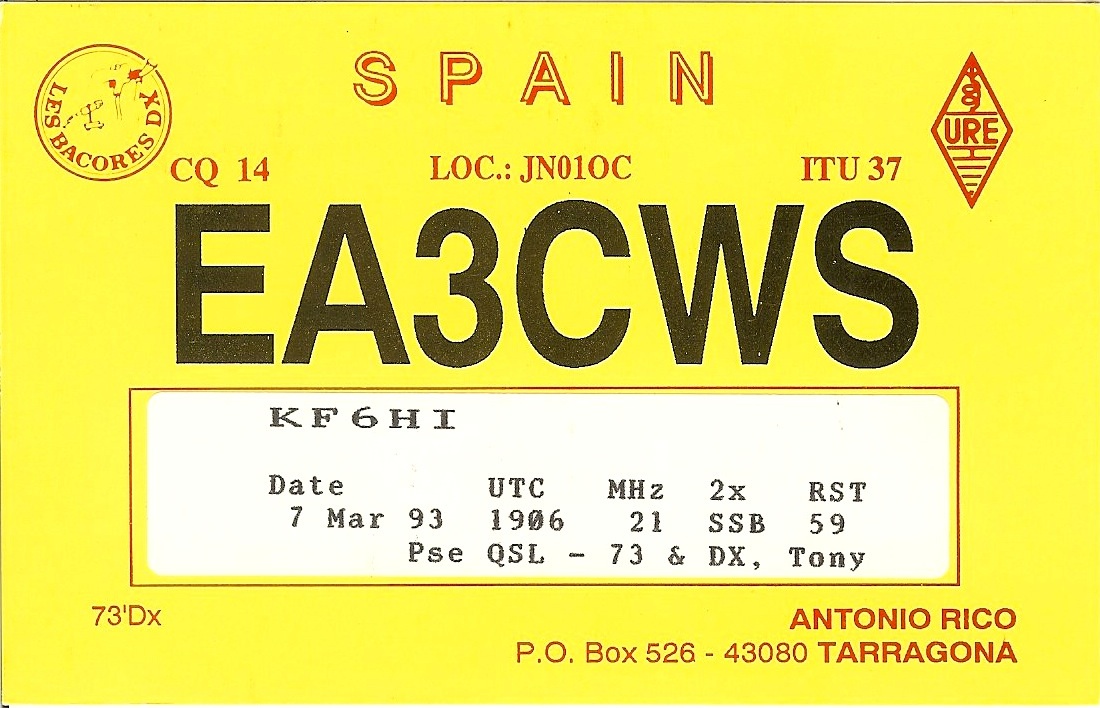 SPAIN
LES BACORES DX
URE
CQ 14 LOC.: JN01OC ITU 37
EA3CWS
KF6HI
Date UTC MHz 2x RST
7 Mar 93 1906 21 SSB 59
Pse QSL - 73 & DX, Tony
73'Dx
ANTONIO RICO
P.O. Box 526 - 43080 TARRAGONA